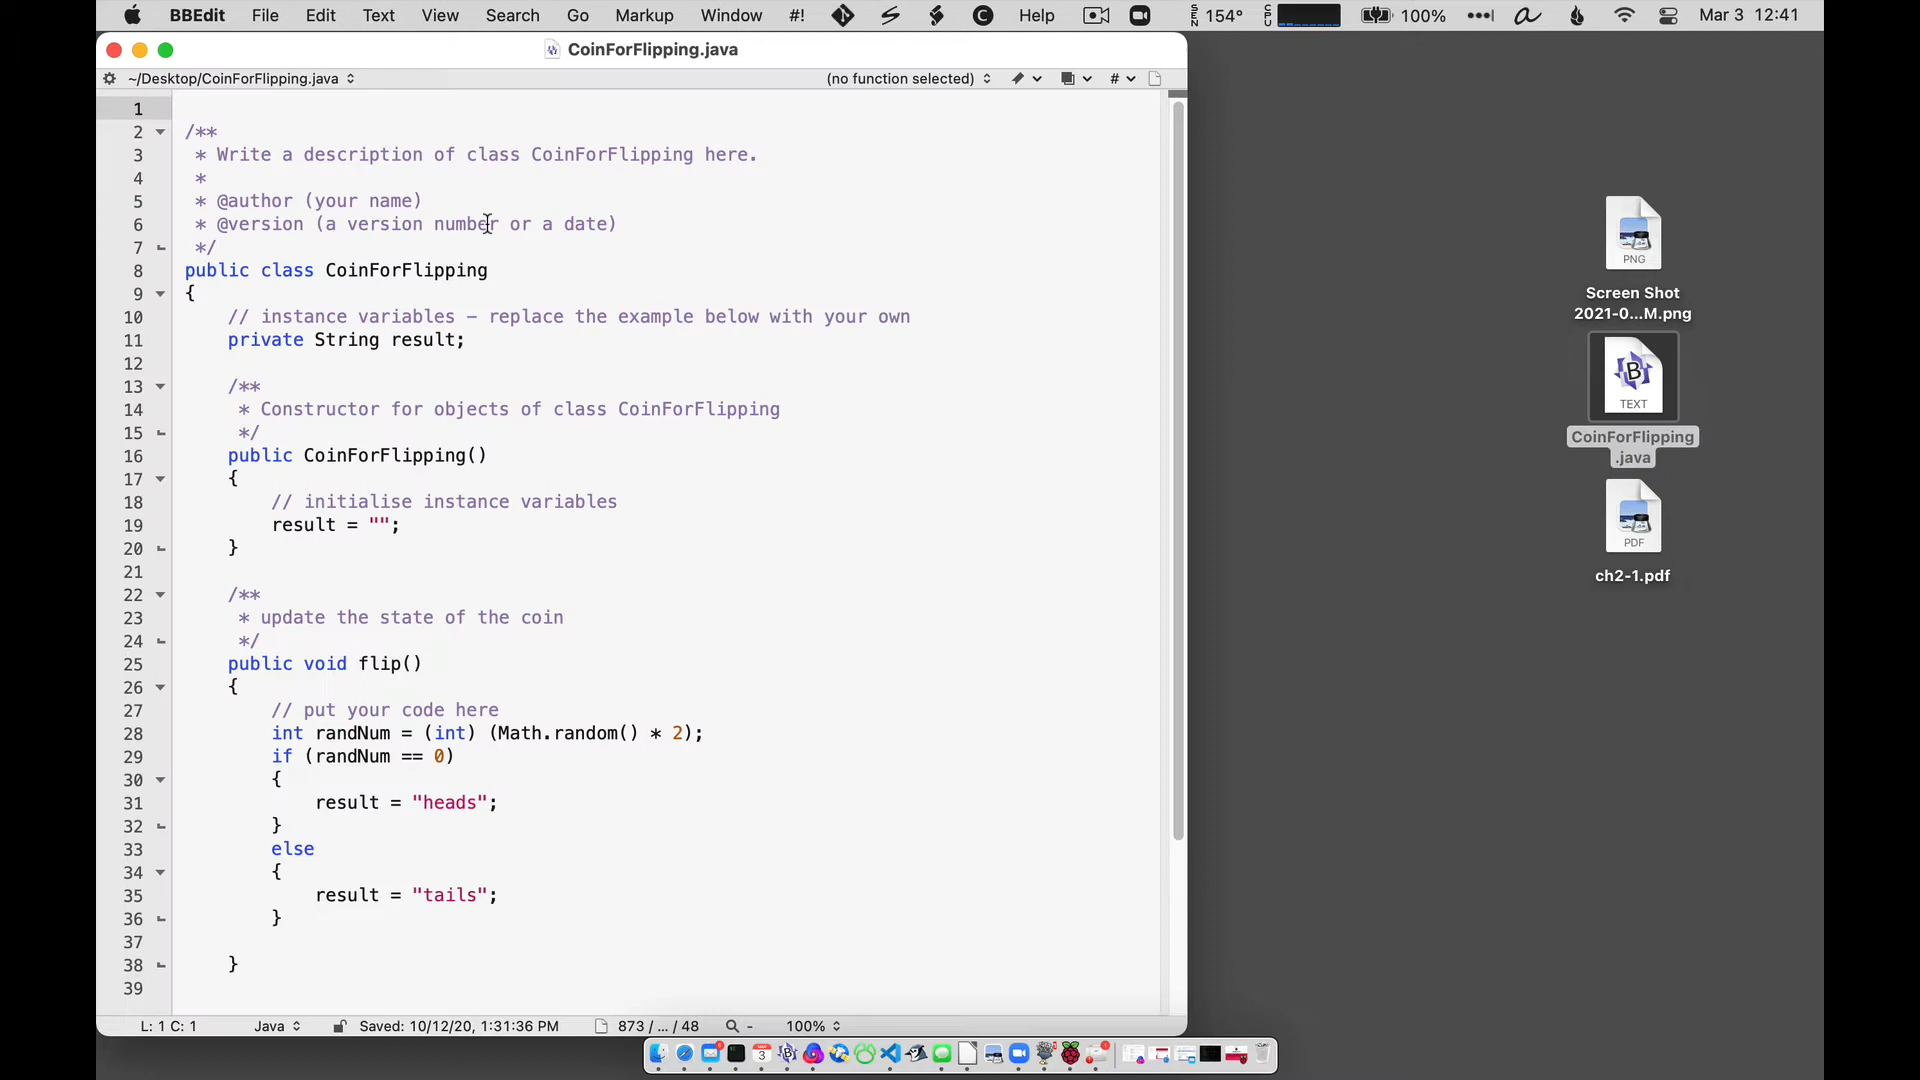 BBEdit File Edit Text View Search Go Markup Window #! Help SEN 154° CPU 100% Mar 3 12:41
CoinForFlipping.java
~/Desktop/CoinForFlipping.java (no function selected) #
1
2 /**
3 * Write a description of class CoinForFlipping here.
4 *
5 * @author (your name)
6 * @version (a version number or a date)
7 */
8 public class CoinForFlipping
9 {
10 // instance variables - replace the example below with your own
11 private String result;
12
13 /**
14 * Constructor for objects of class CoinForFlipping
15 */
16 public CoinForFlipping()
17 {
18 // initialise instance variables
19 result = "";
20 }
21
22 /**
23 * update the state of the coin
24 */
25 public void flip()
26 {
27 // put your code here
28 int randNum = (int) (Math.random() * 2);
29 if (randNum == 0)
30 {
31 result = "heads";
32 }
33 else
34 {
35 result = "tails";
36 }
37
38 }
39
L: 1 C: 1 Java Saved: 10/12/20, 1:31:36 PM 873 / ... / 48 - 100%
PNG
Screen Shot
2021-0...M.png
B
TEXT
CoinForFlipping
.java
PDF
ch2-1.pdf
3